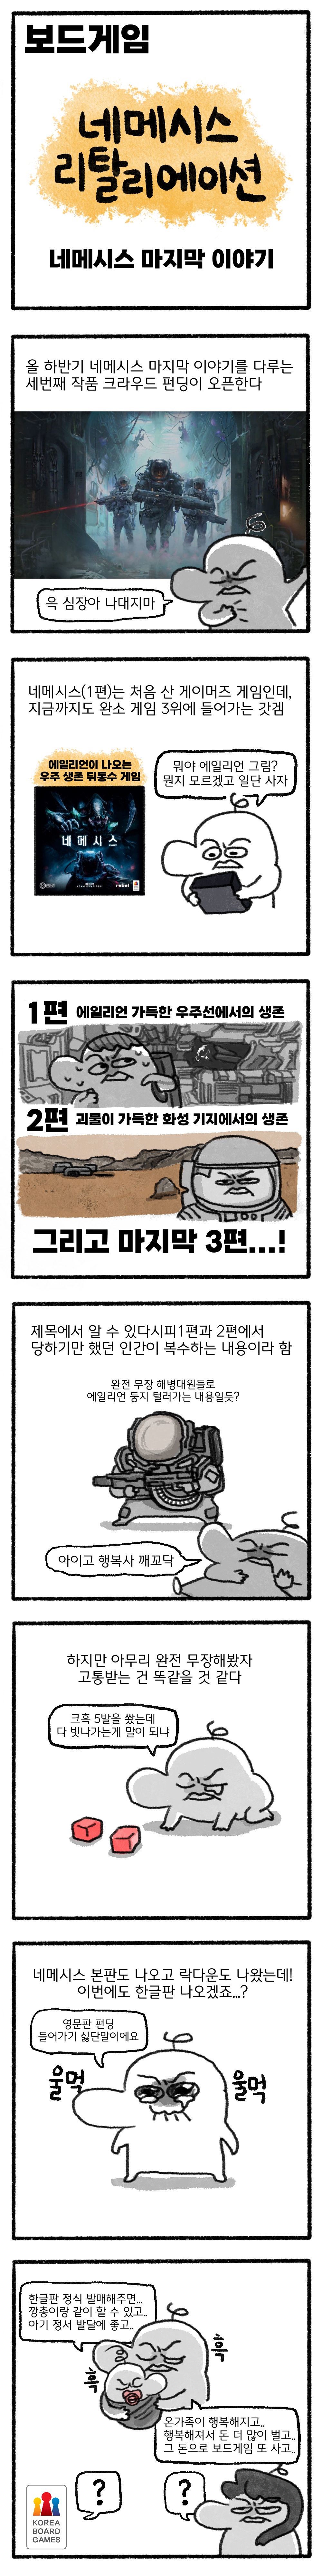 보드게임
네메시스
리탈리에이션
네메시스 마지막 이야기
올 하반기 네메시스 마지막 이야기를 다루는
세번째 작품 크라우드 펀딩이 오픈한다
윽 심장아 나대지마
네메시스(1편)는 처음 산 게이머즈 게임인데,
지금까지도 완소 게임 3위에 들어가는 갓겜
에일리언이 나오는
우주 생존 뒤통수 게임
네메시스
rebel
뭐야 에일리언 그림?
뭔지 모르겠고 일단 사자
1편 에일리언 가득한 우주선에서의 생존
2편 괴물이 가득한 화성 기지에서의 생존
그리고 마지막 3편...!
제목에서 알 수 있다시피1편과 2편에서
당하기만 했던 인간이 복수하는 내용이라 함
완전 무장 해병대원들로
에일리언 둥지 털러가는 내용일듯?
아이고 행복사 깨꼬닥
하지만 아무리 완전 무장해봤자
고통받는 건 똑같을 것 같다
크흑 5발을 쐈는데
다 빗나가는게 말이 되냐
네메시스 본판도 나오고 락다운도 나왔는데!
이번에도 한글판 나오겠죠...?
영문판 펀딩
들어가기 싫단말이에요
울먹
울먹
한글판 정식 발매해주면...
깡총이랑 같이 할 수 있고..
아기 정서 발달에 좋고..
흑
흑
온가족이 행복해지고..
행복해져서 돈 더 많이 벌고..
그 돈으로 보드게임 또 사고..
?
?
KOREA
BOARD
GAMES